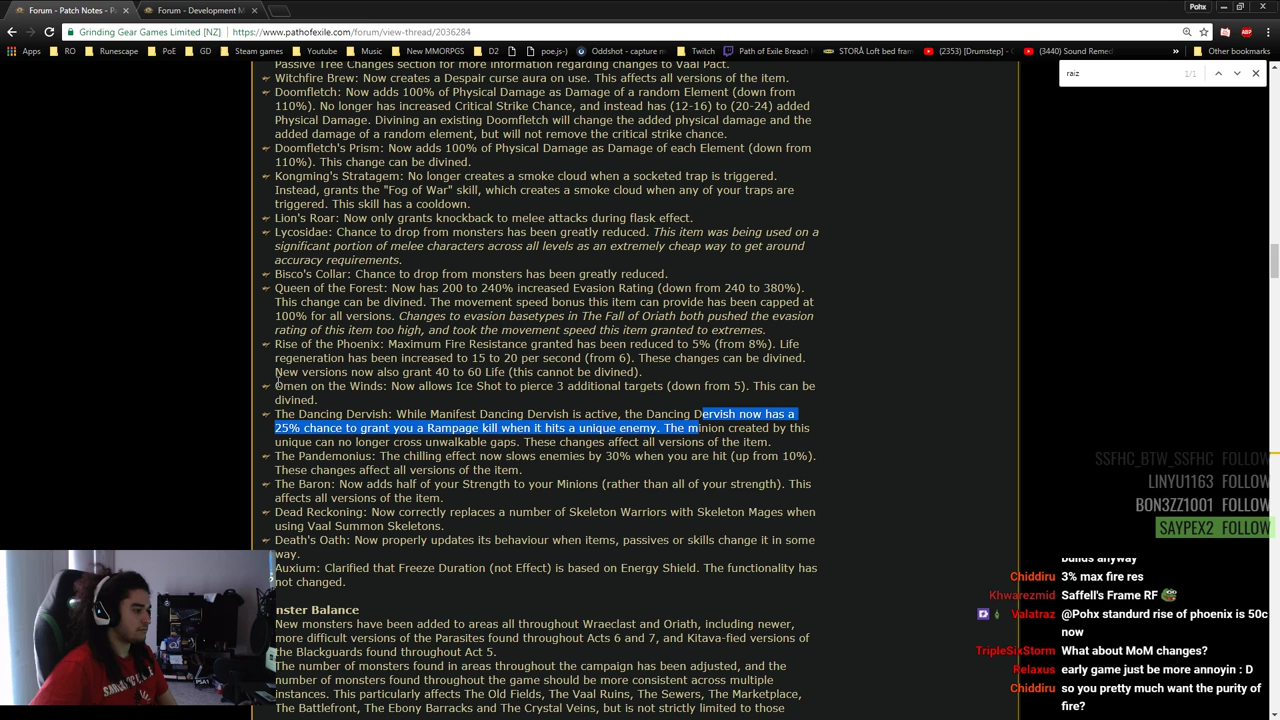 Forum - Patch Notes - P
Forum - Development M
Pohx
Grinding Gear Games Limited [NZ] | https://www.pathofexile.com/forum/view-thread/2036284
Apps RO Runescape PoE GD Steam games Youtube Music New MMORPGS D2 poe.js-) Oddshot - capture m Twitch Path of Exile Breach STORÅ Loft bed fram (2353) [Drumstep] - (3440) Sound Remed » Other bookmarks
raiz 1/1
Passive Tree Changes section for more information regarding changes to Vaal Pact.
Witchfire Brew: Now creates a Despair curse aura on use. This affects all versions of the item.
Doomfletch: Now adds 100% of Physical Damage as Damage of a random Element (down from
110%). No longer has increased Critical Strike Chance, and instead has (12-16) to (20-24) added
Physical Damage. Divining an existing Doomfletch will change the added physical damage and the
added damage of a random element, but will not remove the critical strike chance.
Doomfletch's Prism: Now adds 100% of Physical Damage as Damage of each Element (down from
110%). This change can be divined.
Kongming's Stratagem: No longer creates a smoke cloud when a socketed trap is triggered.
Instead, grants the "Fog of War" skill, which creates a smoke cloud when any of your traps are
triggered. This skill has a cooldown.
Lion's Roar: Now only grants knockback to melee attacks during flask effect.
Lycosidae: Chance to drop from monsters has been greatly reduced. This item was being used on a
significant portion of melee characters across all levels as an extremely cheap way to get around
accuracy requirements.
Bisco's Collar: Chance to drop from monsters has been greatly reduced.
Queen of the Forest: Now has 200 to 240% increased Evasion Rating (down from 240 to 380%).
This change can be divined. The movement speed bonus this item can provide has been capped at
100% for all versions. Changes to evasion basetypes in The Fall of Oriath both pushed the evasion
rating of this item too high, and took the movement speed this item granted to extremes.
Rise of the Phoenix: Maximum Fire Resistance granted has been reduced to 5% (from 8%). Life
regeneration has been increased to 15 to 20 per second (from 6). These changes can be divined.
New versions now also grant 40 to 60 Life (this cannot be divined).
Omen on the Winds: Now allows Ice Shot to pierce 3 additional targets (down from 5). This can be
divined.
The Dancing Dervish: While Manifest Dancing Dervish is active, the Dancing Dervish now has a
25% chance to grant you a Rampage kill when it hits a unique enemy. The minion created by this
unique can no longer cross unwalkable gaps. These changes affect all versions of the item.
The Pandemonius: The chilling effect now slows enemies by 30% when you are hit (up from 10%).
These changes affect all versions of the item.
The Baron: Now adds half of your Strength to your Minions (rather than all of your strength). This
affects all versions of the item.
Dead Reckoning: Now correctly replaces a number of Skeleton Warriors with Skeleton Mages when
using Vaal Summon Skeletons.
Death's Oath: Now properly updates its behaviour when items, passives or skills change it in some
way.
Auxium: Clarified that Freeze Duration (not Effect) is based on Energy Shield. The functionality has
not changed.
nster Balance
New monsters have been added to areas all throughout Wraeclast and Oriath, including newer,
more difficult versions of the Parasites found throughout Acts 6 and 7, and Kitava-fied versions of
the Blackguards found throughout Act 5.
The number of monsters found in areas throughout the campaign has been adjusted, and the
number of monsters found throughout the game should be more consistent across multiple
instances. This particularly affects The Old Fields, The Vaal Ruins, The Sewers, The Marketplace,
The Battlefront, The Ebony Barracks and The Crystal Veins, but is not strictly limited to those
SSFHC_BTW_SSFHC FOLLOW
LINYU1163 FOLLOW
BON3ZZ1001 FOLLOW
SAYPEX2 FOLLOW
builds anyway
Chiddiru 3% max fire res
Khwarezmid Saffell's Frame RF
Valatraz @Pohx standurd rise of phoenix is 50c
now
TripleSixStorm What about MoM changes?
Relaxus early game just be more annoyin : D
Chiddiru so you pretty much want the purity of
fire?